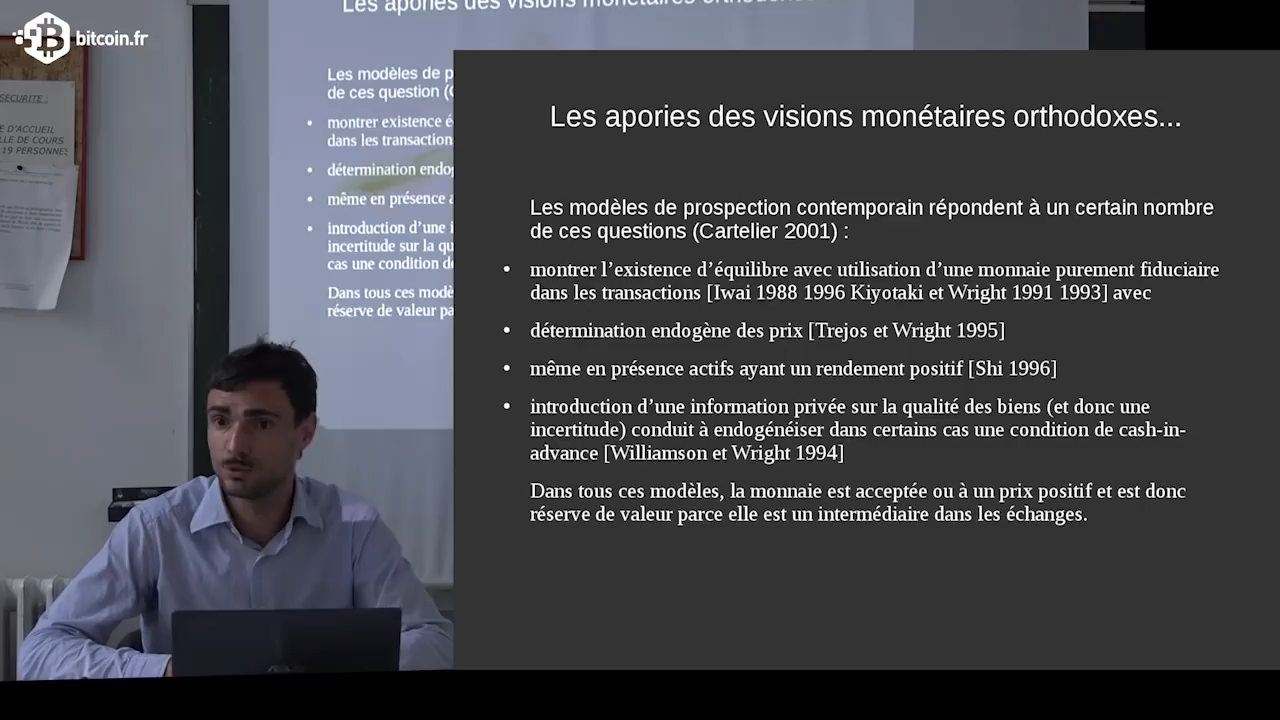 bitcoin.fr
SECURITE :
E D'ACCUEIL
LLE DE COURS
19 PERSONNES
Les apories des visions monétaires
Les modèles de p
de ces question (
montrer existence é
dans les transaction
détermination endo
même en présence a
introduction d'une i
incertitude sur la qu
cas une condition de
Dans tous ces modè
réserve de valeur pa
Les apories des visions monétaires orthodoxes...
Les modèles de prospection contemporain répondent à un certain nombre
de ces questions (Cartelier 2001) :
• montrer l’existence d’équilibre avec utilisation d’une monnaie purement fiduciaire
dans les transactions [Iwai 1988 1996 Kiyotaki et Wright 1991 1993] avec
• détermination endogène des prix [Trejos et Wright 1995]
• même en présence actifs ayant un rendement positif [Shi 1996]
• introduction d’une information privée sur la qualité des biens (et donc une
incertitude) conduit à endogénéiser dans certains cas une condition de cash-in-
advance [Williamson et Wright 1994]
Dans tous ces modèles, la monnaie est acceptée ou à un prix positif et est donc
réserve de valeur parce elle est un intermédiaire dans les échanges.